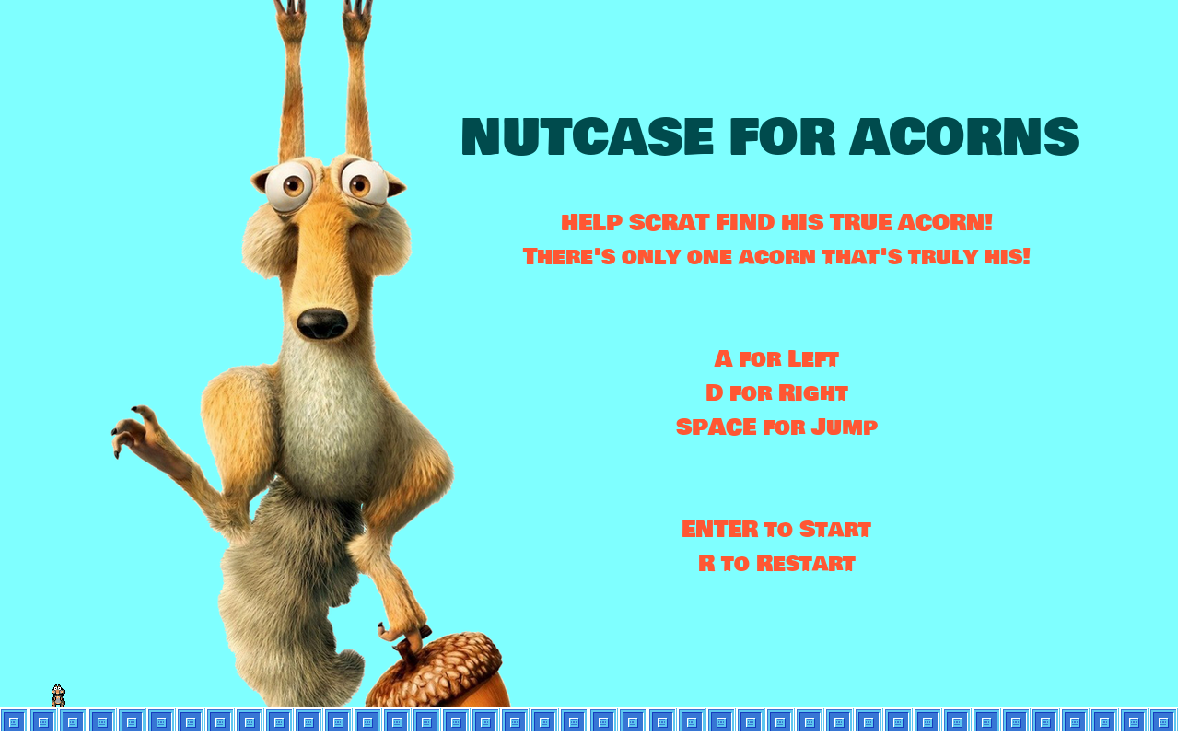 NUTCASE FOR ACORNS
HELP SCRAT FIND HIS TRUE ACORN!
There's only one acorn that's truly his!
A for Left
D for Right
SPACE for Jump
ENTER to Start
R to Restart